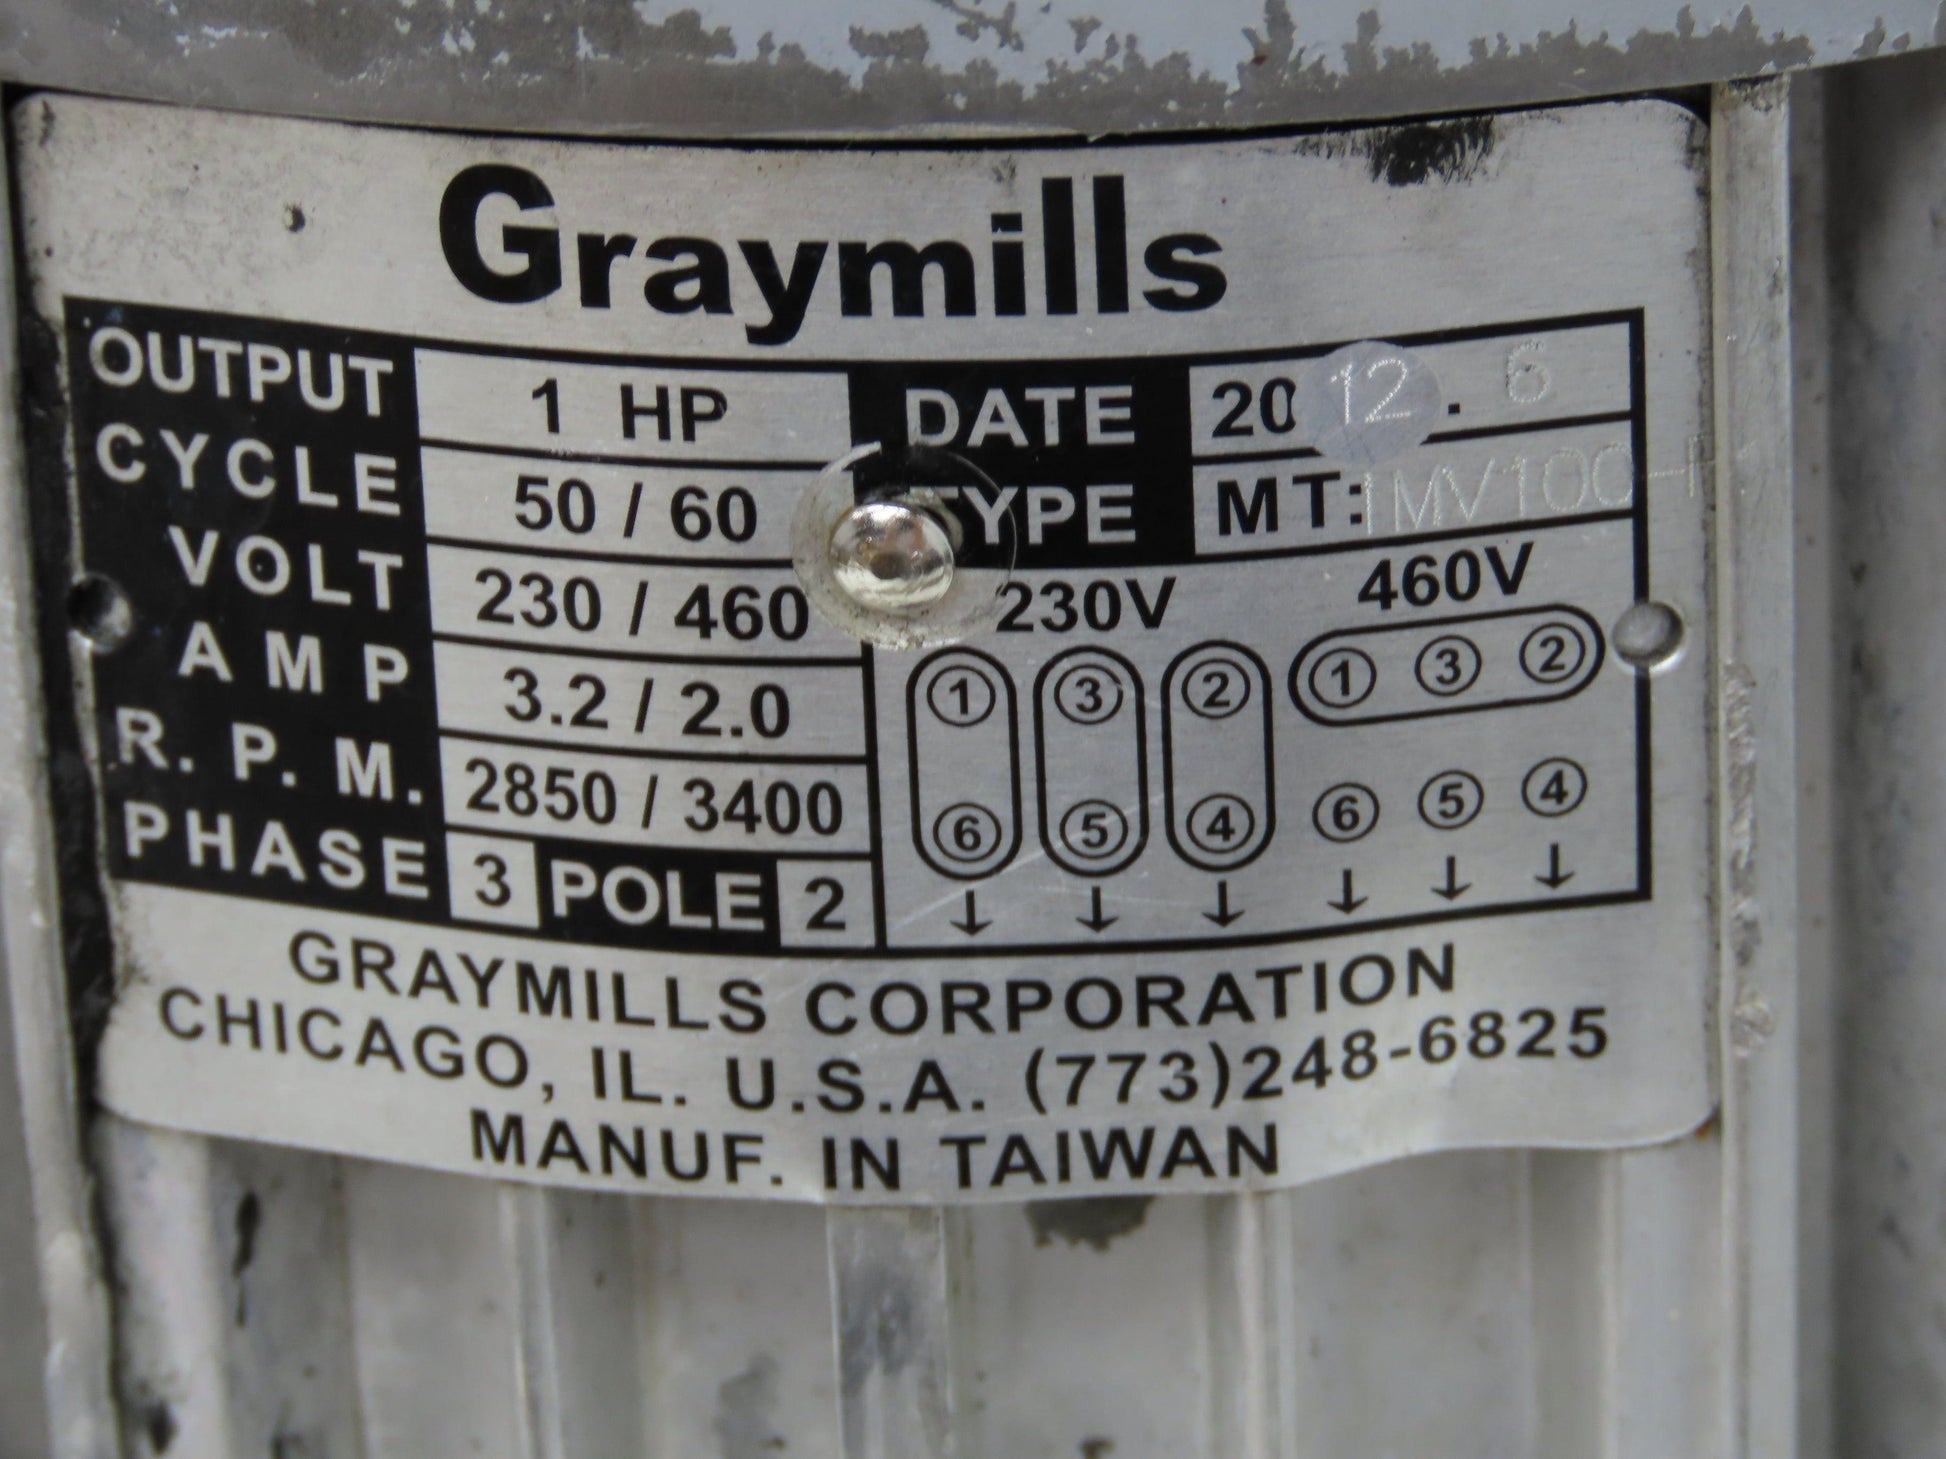 Graymills
OUTPUT 1 HP DATE 2012. 6
CYCLE 50 / 60 TYPE MT:1MV100-
VOLT 230 / 460
AMP 3.2 / 2.0
R.P.M. 2850 / 3400
PHASE 3 POLE 2
230V 460V
① ③ ② ① ③ ②
⑥ ⑤ ④ ⑥ ⑤ ④
↓ ↓ ↓ ↓ ↓ ↓
GRAYMILLS CORPORATION
CHICAGO, IL. U.S.A. (773)248-6825
MANUF. IN TAIWAN